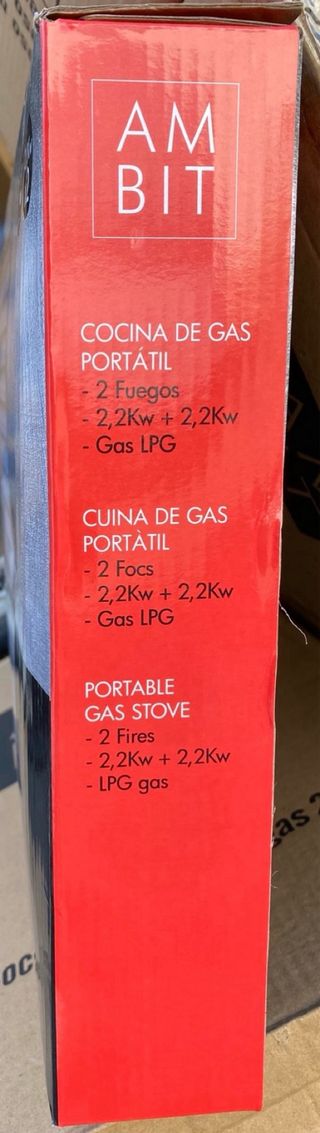 AM
BIT
COCINA DE GAS
PORTÁTIL
- 2 Fuegos
- 2,2Kw + 2,2Kw
- Gas LPG
CUINA DE GAS
PORTÀTIL
- 2 Focs
- 2,2Kw + 2,2Kw
- Gas LPG
PORTABLE
GAS STOVE
- 2 Fires
- 2,2Kw + 2,2Kw
- LPG gas